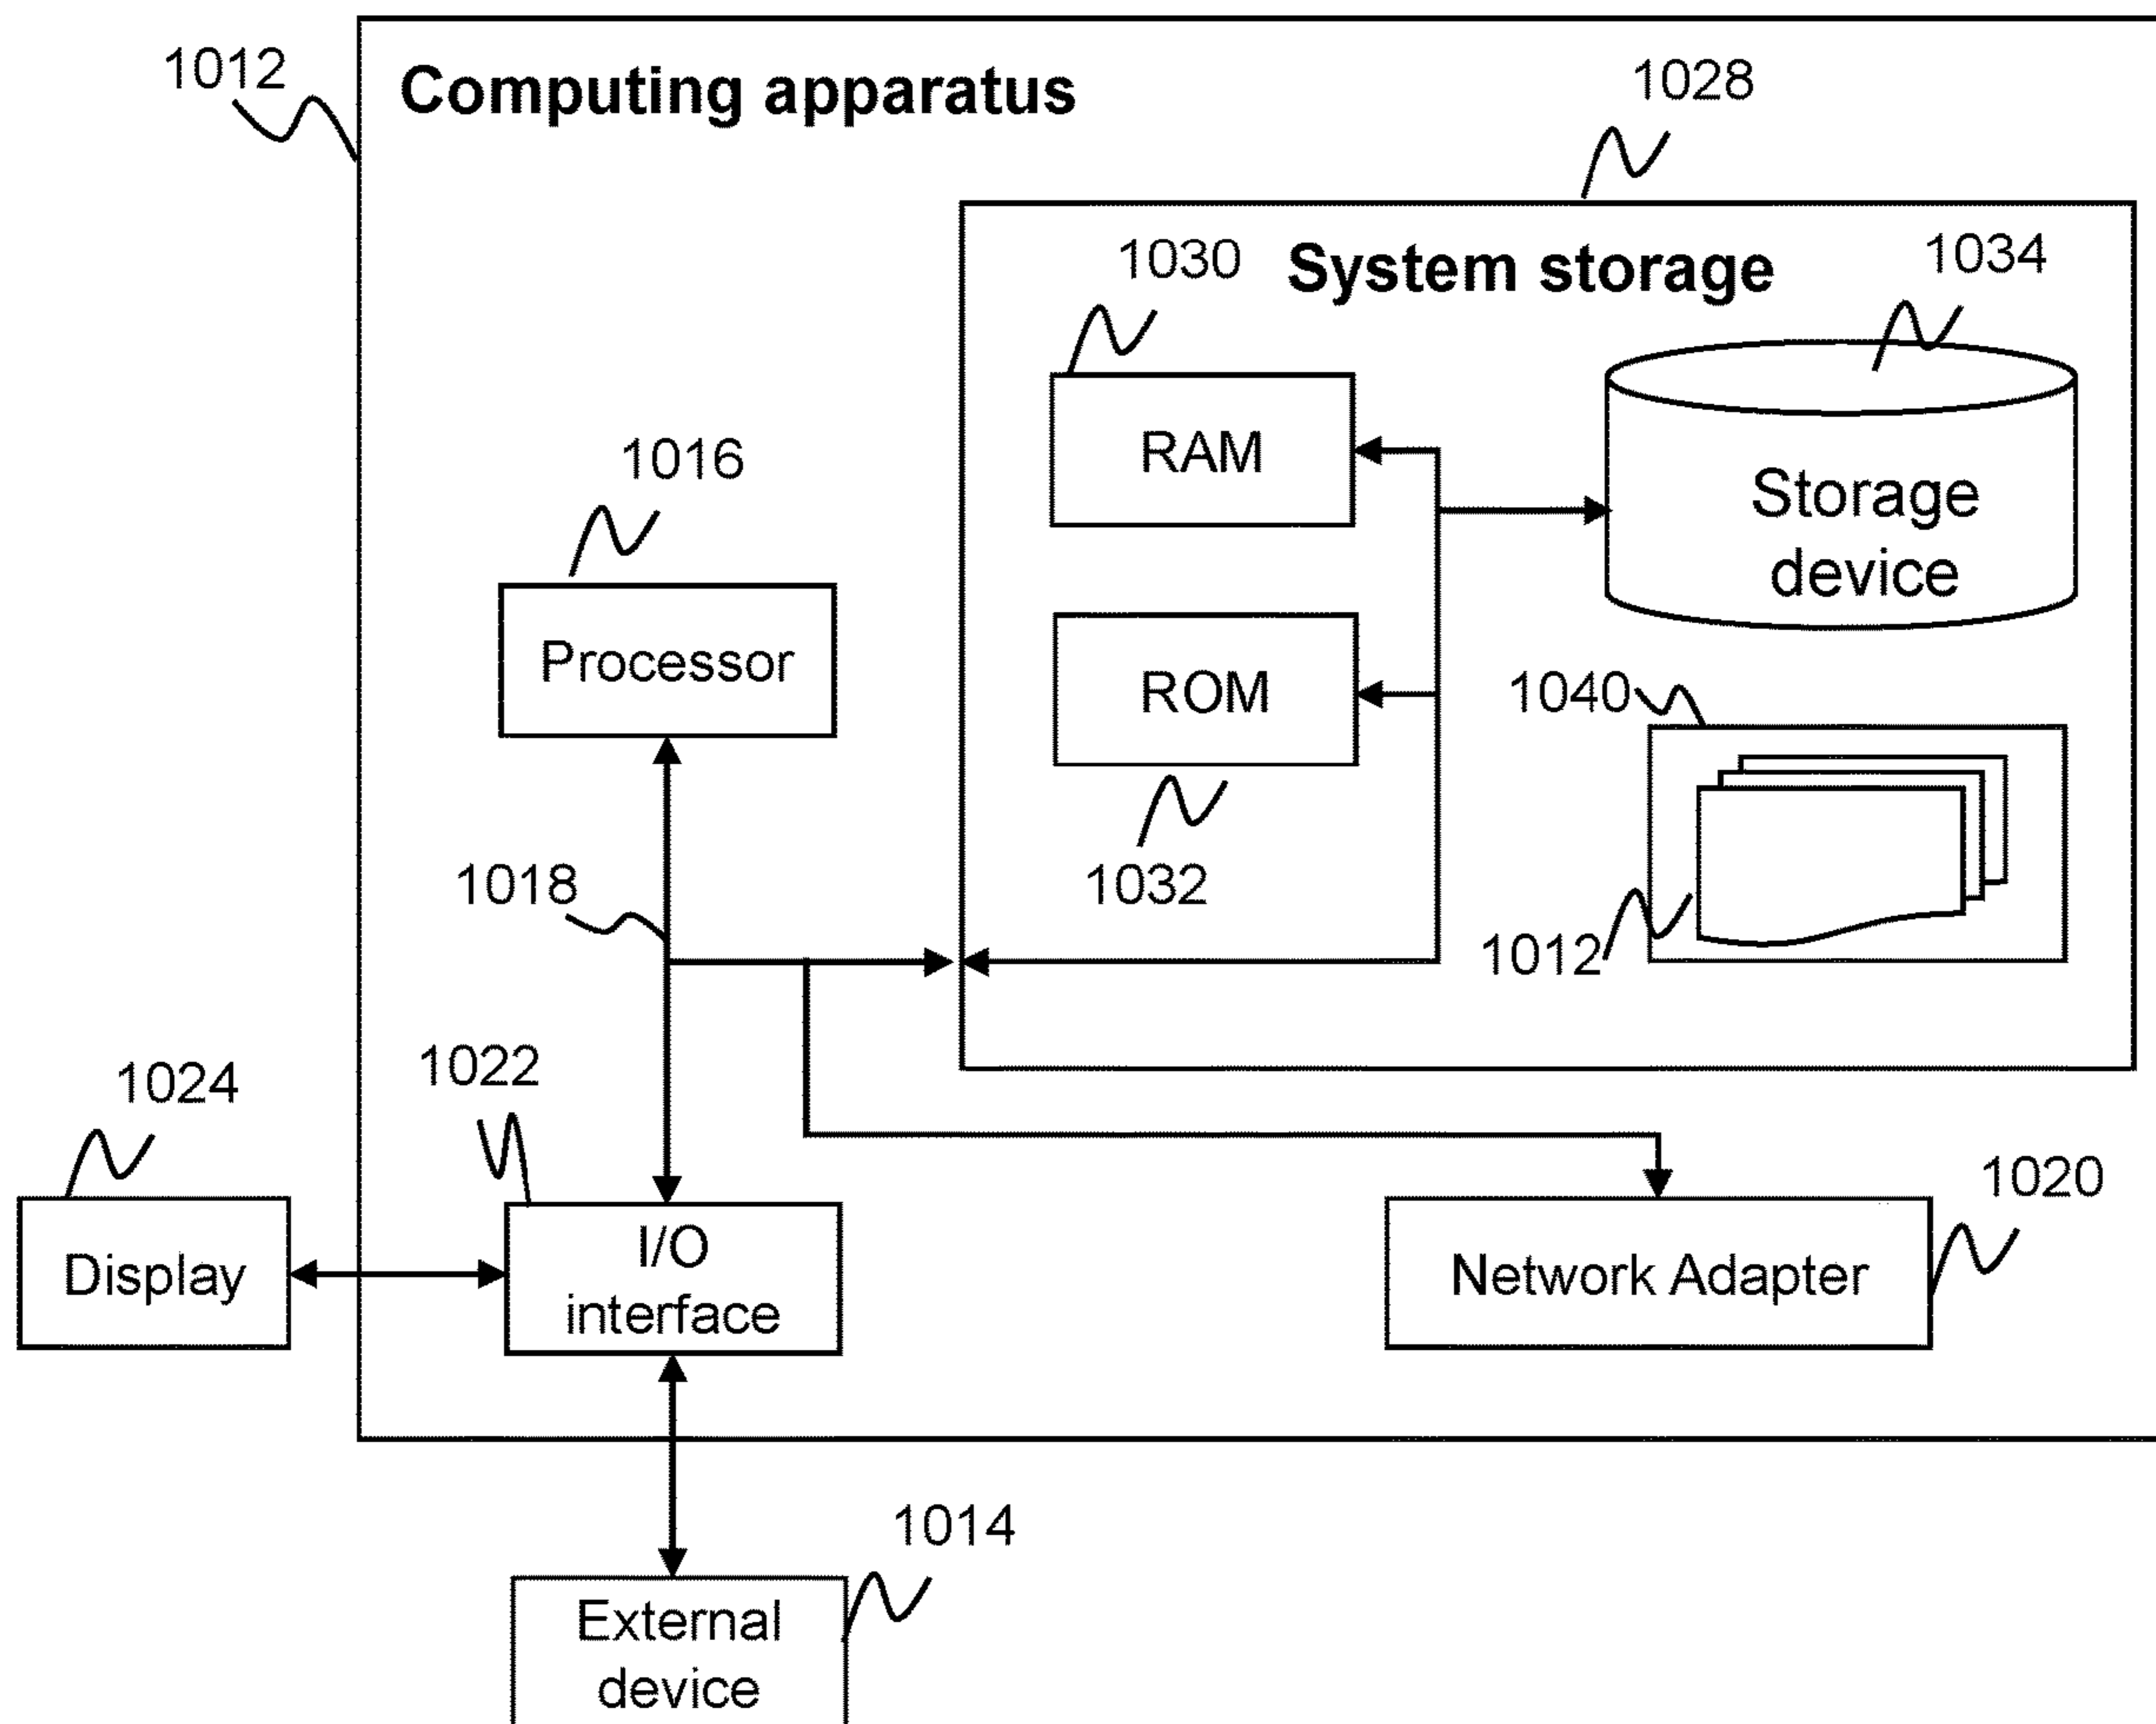 1012
Computing apparatus
1028
1030
System storage
1034
RAM
1016
Storage
device
Processor
ROM
1040
1018
1032
1012
1022
1024
1020
I/O
interface
Display
Network Adapter
1014
External
device